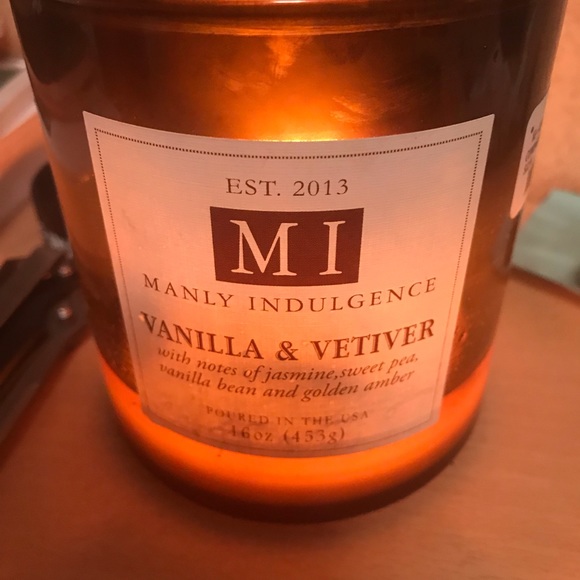 EST. 2013
MI
MANLY INDULGENCE
VANILLA & VETIVER
with notes of jasmine,sweet pea,
vanilla bean and golden amber
POURED IN THE USA
16oz (453g)